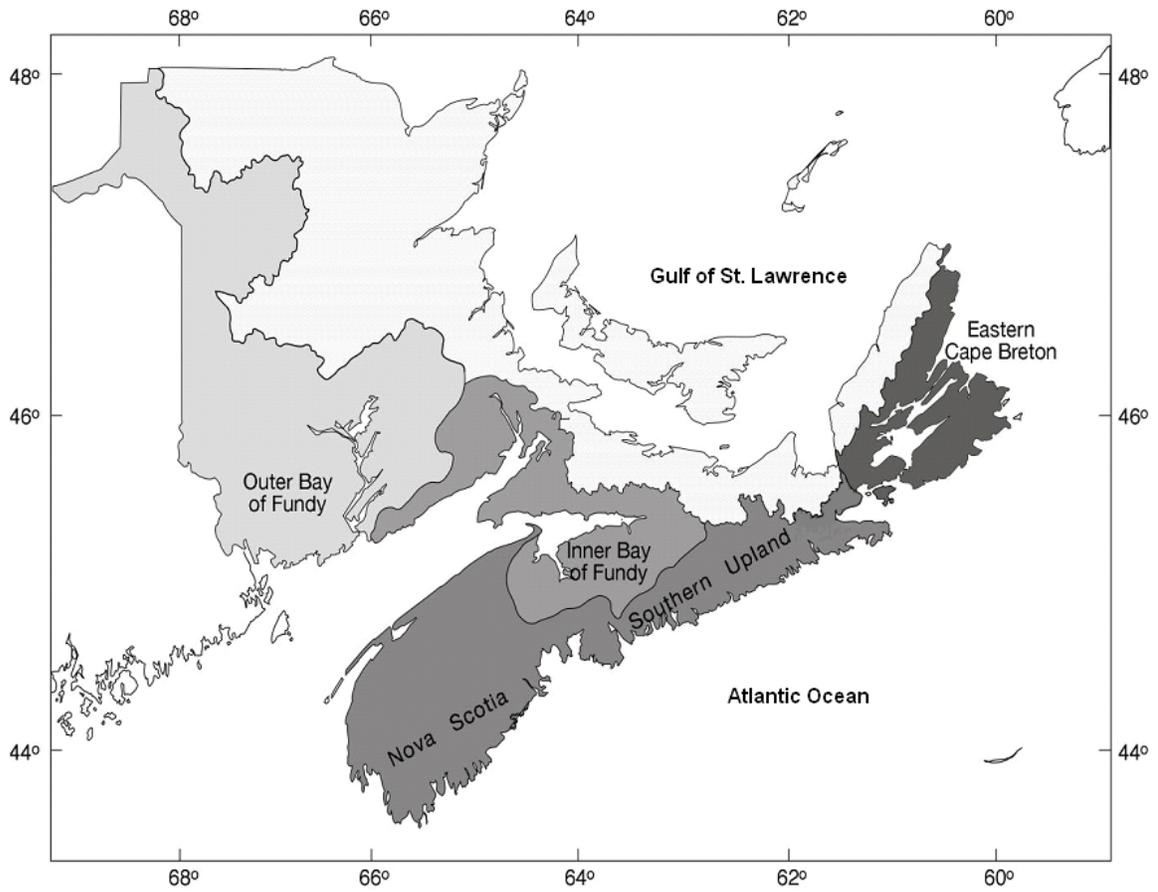 68º 66º 64º 62º 60º
48º 48º
Gulf of St. Lawrence
Eastern
Cape Breton
46º 46º
Outer Bay
of Fundy
Inner Bay
of Fundy
Southern Upland
Nova Scotia
Atlantic Ocean
44º 44º
68º 66º 64º 62º 60º